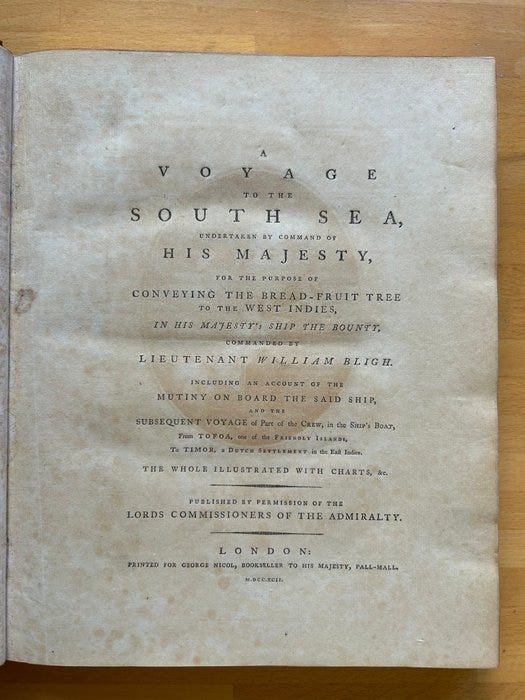 A
VOYAGE
TO THE
SOUTH SEA,
UNDERTAKEN BY COMMAND OF
HIS MAJESTY,
FOR THE PURPOSE OF
CONVEYING THE BREAD-FRUIT TREE
TO THE WEST INDIES,
IN HIS MAJESTY's SHIP THE BOUNTY,
COMMANDED BY
LIEUTENANT WILLIAM BLIGH.
INCLUDING AN ACCOUNT OF THE
MUTINY ON BOARD THE SAID SHIP,
AND THE
SUBSEQUENT VOYAGE of Part of the CREW, in the SHIP's BOAT,
From TOFOA, one of the FRIENDLY ISLANDS,
To TIMOR, a DUTCH SETTLEMENT in the East Indies.
THE WHOLE ILLUSTRATED WITH CHARTS, &c.
PUBLISHED BY PERMISSION OF THE
LORDS COMMISSIONERS OF THE ADMIRALTY.
LONDON:
PRINTED FOR GEORGE NICOL, BOOKSELLER TO HIS MAJESTY, PALL-MALL.
M.DCC.XCII.